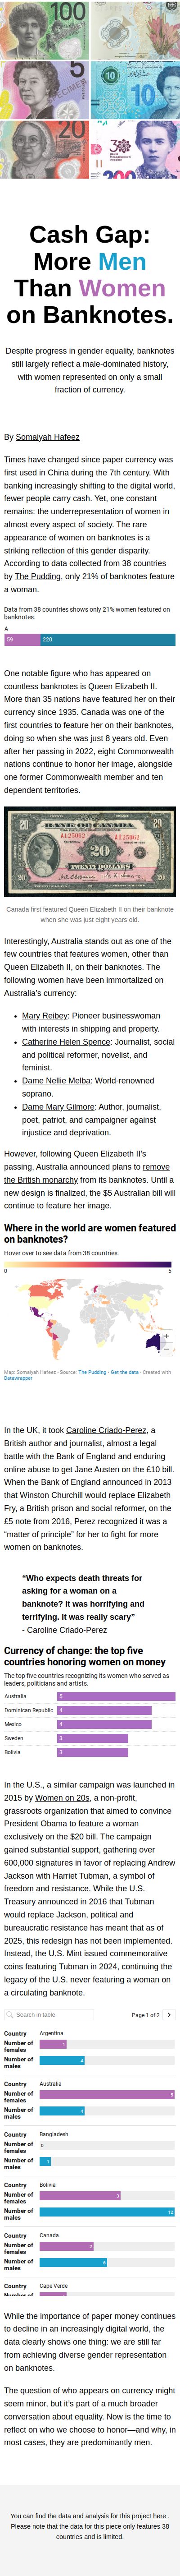 100
5
SPECIMEN
10
20
Cash Gap:
More Men
Than Women
on Banknotes.
Despite progress in gender equality, banknotes
still largely reflect a male-dominated history,
with women represented on only a small
fraction of currency.
By Somaiyah Hafeez
Times have changed since paper currency was
first used in China during the 7th century. With
banking increasingly shifting to the digital world,
fewer people carry cash. Yet, one constant
remains: the underrepresentation of women in
almost every aspect of society. The rare
appearance of women on banknotes is a
striking reflection of this gender disparity.
According to data collected from 38 countries
by The Pudding, only 21% of banknotes feature
a woman.
Data from 38 countries shows only 21% women featured on
banknotes.
A
59 220
One notable figure who has appeared on
countless banknotes is Queen Elizabeth II.
More than 35 nations have featured her on their
currency since 1935. Canada was one of the
first countries to feature her on their banknotes,
doing so when she was just 8 years old. Even
after her passing in 2022, eight Commonwealth
nations continue to honor her image, alongside
one former Commonwealth member and ten
dependent territories.
BANK OF CANADA
20
TWENTY DOLLARS
Canada first featured Queen Elizabeth II on their banknote
when she was just eight years old.
Interestingly, Australia stands out as one of the
few countries that features women, other than
Queen Elizabeth II, on their banknotes. The
following women have been immortalized on
Australia's currency:
• Mary Reibey: Pioneer businesswoman
with interests in shipping and property.
• Catherine Helen Spence: Journalist, social
and political reformer, novelist, and
feminist.
• Dame Nellie Melba: World-renowned
soprano.
• Dame Mary Gilmore: Author, journalist,
poet, patriot, and campaigner against
injustice and deprivation.
However, following Queen Elizabeth II's
passing, Australia announced plans to remove
the British monarchy from its banknotes. Until a
new design is finalized, the $5 Australian bill will
continue to feature her image.
Where in the world are women featured
on banknotes?
Hover over to see data from 38 countries.
0 5
+
−
Map: Somaiyah Hafeez • Source: The Pudding • Get the data • Created with
Datawrapper
In the UK, it took Caroline Criado-Perez, a
British author and journalist, almost a legal
battle with the Bank of England and enduring
online abuse to get Jane Austen on the £10 bill.
When the Bank of England announced in 2013
that Winston Churchill would replace Elizabeth
Fry, a British prison and social reformer, on the
£5 note from 2016, Perez recognized it was a
“matter of principle” for her to fight for more
women on banknotes.
“Who expects death threats for
asking for a woman on a
banknote? It was horrifying and
terrifying. It was really scary”
- Caroline Criado-Perez
Currency of change: the top five
countries honoring women on money
The top five countries recognizing its women who served as
leaders, politicians and artists.
Australia 5
Dominican Republic 4
Mexico 4
Sweden 3
Bolivia 3
In the U.S., a similar campaign was launched in
2015 by Women on 20s, a non-profit,
grassroots organization that aimed to convince
President Obama to feature a woman
exclusively on the $20 bill. The campaign
gained substantial support, gathering over
600,000 signatures in favor of replacing Andrew
Jackson with Harriet Tubman, a symbol of
freedom and resistance. While the U.S.
Treasury announced in 2016 that Tubman
would replace Jackson, political and
bureaucratic resistance has meant that as of
2025, this redesign has not been implemented.
Instead, the U.S. Mint issued commemorative
coins featuring Tubman in 2024, continuing the
legacy of the U.S. never featuring a woman on
a circulating banknote.
Search in table Page 1 of 2 >
Country Argentina
Number of
females
Number of
males 4
Country Australia
Number of
females 5
Number of
males 4
Country Bangladesh
Number of
females 0
Number of
males 1
Country Bolivia
Number of
females 3
Number of
males
Country Canada
Number of
females
Number of
males
Country Cape Verde
While the importance of paper money continues
to decline in an increasingly digital world, the
data clearly shows one thing: we are still far
from achieving diverse gender representation
on banknotes.
The question of who appears on currency might
seem minor, but it's part of a much broader
conversation about equality. Now is the time to
reflect on who we choose to honor—and why, in
most cases, they are predominantly men.
You can find the data and analysis for this project here .
Please note that the data for this piece only features 38
countries and is limited.